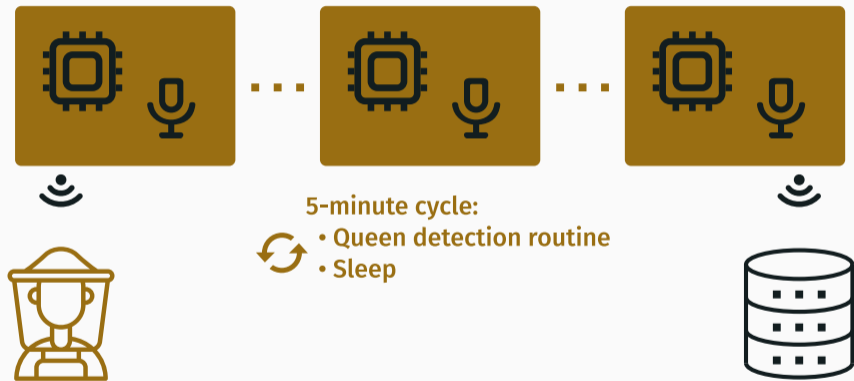 5-minute cycle:
• Queen detection routine
• Sleep